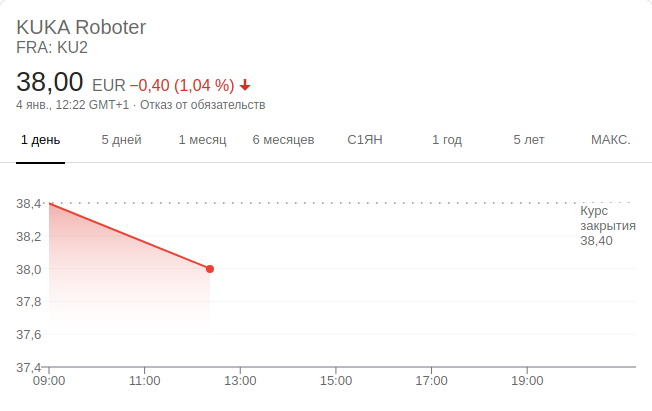 KUKA Roboter
FRA: KU2
38,00 EUR −0,40 (1,04 %)
4 янв., 12:22 GMT+1 · Отказ от обязательств
1 день 5 дней 1 месяц 6 месяцев С1ЯН 1 год 5 лет МАКС.
38,4
Курс
закрытия
38,40
38,2
38,0
37,8
37,6
37,4
09:00 11:00 13:00 15:00 17:00 19:00